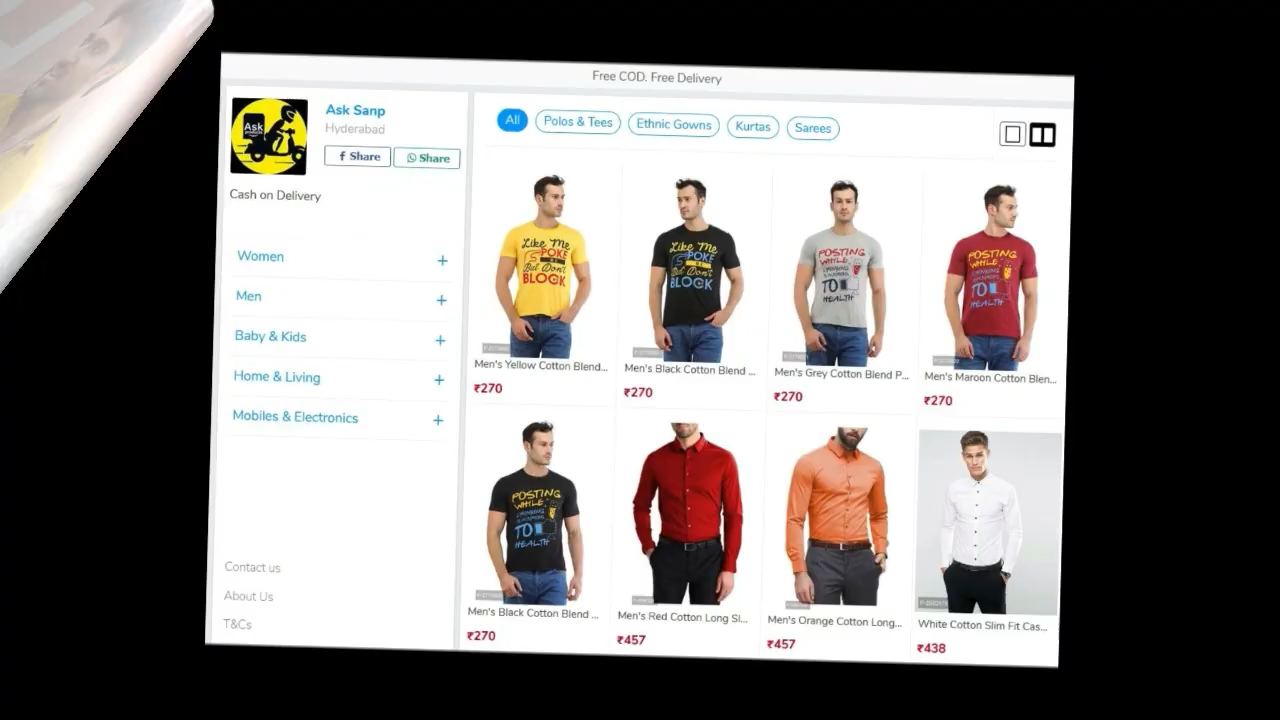 Free COD. Free Delivery
Ask
Ask Sanp
Hyderabad
f Share
Share
Cash on Delivery
Women +
Men +
Baby & Kids +
Home & Living +
Mobiles & Electronics +
Contact us
About Us
T&Cs
All
Polos & Tees
Ethnic Gowns
Kurtas
Sarees
Like Me
POKE
But Don't
BLOCK
Men's Yellow Cotton Blend...
₹270
Like Me
POKE
But Don't
BLOCK
Men's Black Cotton Blend ...
₹270
POSTING
WHILE
TO
HEALTH
Men's Grey Cotton Blend P...
₹270
POSTING
WHILE
TO
HEALTH
Men's Maroon Cotton Blen...
₹270
POSTING
WHILE
TO
HEALTH
Men's Black Cotton Blend ...
₹270
Men's Red Cotton Long Sl...
₹457
Men's Orange Cotton Long...
₹457
White Cotton Slim Fit Cas...
₹438